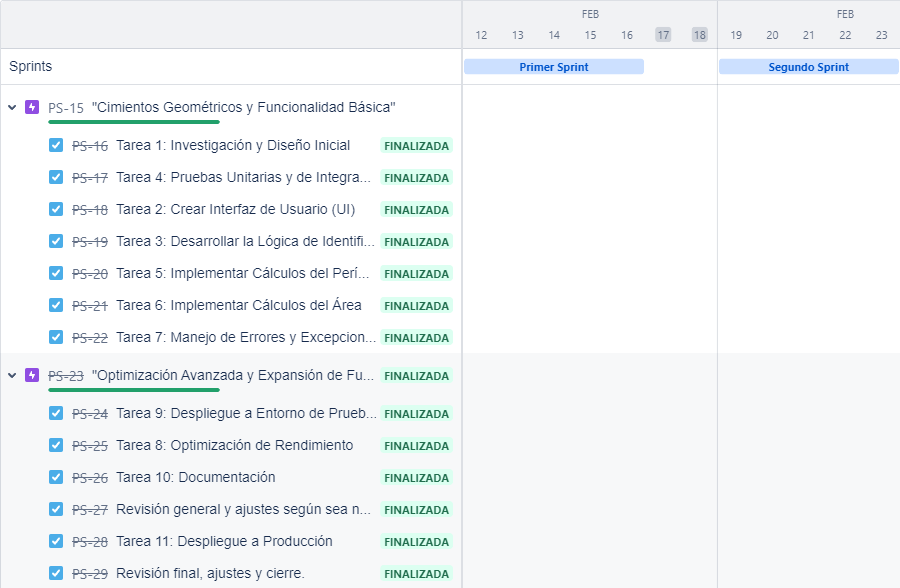 FEB FEB
12 13 14 15 16 17 18 19 20 21 22 23
Sprints Primer Sprint Segundo Sprint
PS-15 "Cimientos Geométricos y Funcionalidad Básica"
PS-16 Tarea 1: Investigación y Diseño Inicial FINALIZADA
PS-17 Tarea 4: Pruebas Unitarias y de Integra... FINALIZADA
PS-18 Tarea 2: Crear Interfaz de Usuario (UI) FINALIZADA
PS-19 Tarea 3: Desarrollar la Lógica de Identifi... FINALIZADA
PS-20 Tarea 5: Implementar Cálculos del Perí... FINALIZADA
PS-21 Tarea 6: Implementar Cálculos del Área FINALIZADA
PS-22 Tarea 7: Manejo de Errores y Excepcion... FINALIZADA
PS-23 "Optimización Avanzada y Expansión de Fu... FINALIZADA
PS-24 Tarea 9: Despliegue a Entorno de Prueb... FINALIZADA
PS-25 Tarea 8: Optimización de Rendimiento FINALIZADA
PS-26 Tarea 10: Documentación FINALIZADA
PS-27 Revisión general y ajustes según sea n... FINALIZADA
PS-28 Tarea 11: Despliegue a Producción FINALIZADA
PS-29 Revisión final, ajustes y cierre. FINALIZADA